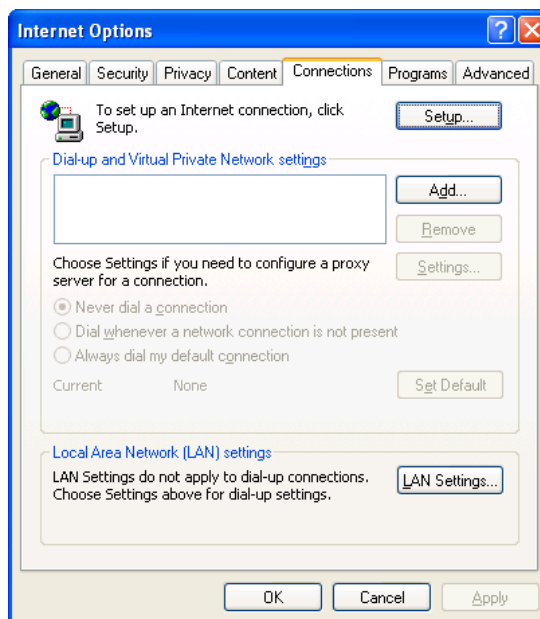 Internet Options
General Security Privacy Content Connections Programs Advanced
To set up an Internet connection, click
Setup.
Setup...
Dial-up and Virtual Private Network settings
Add...
Remove
Choose Settings if you need to configure a proxy
server for a connection.
Settings...
Never dial a connection
Dial whenever a network connection is not present
Always dial my default connection
Current None
Set Default
Local Area Network (LAN) settings
LAN Settings do not apply to dial-up connections.
Choose Settings above for dial-up settings.
LAN Settings...
OK Cancel Apply